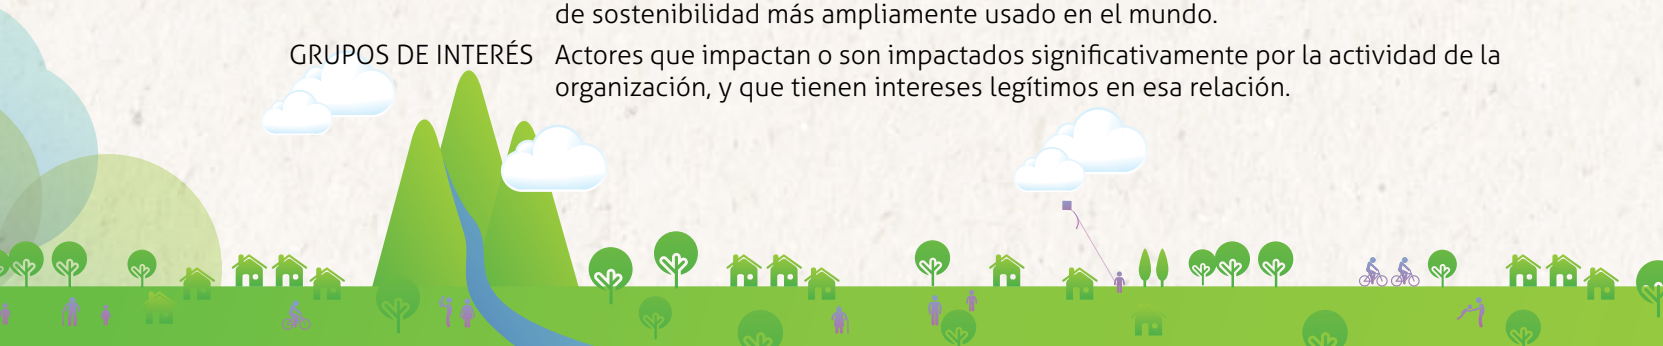 de sostenibilidad más ampliamente usado en el mundo.
GRUPOS DE INTERÉS Actores que impactan o son impactados significativamente por la actividad de la
organización, y que tienen intereses legítimos en esa relación.